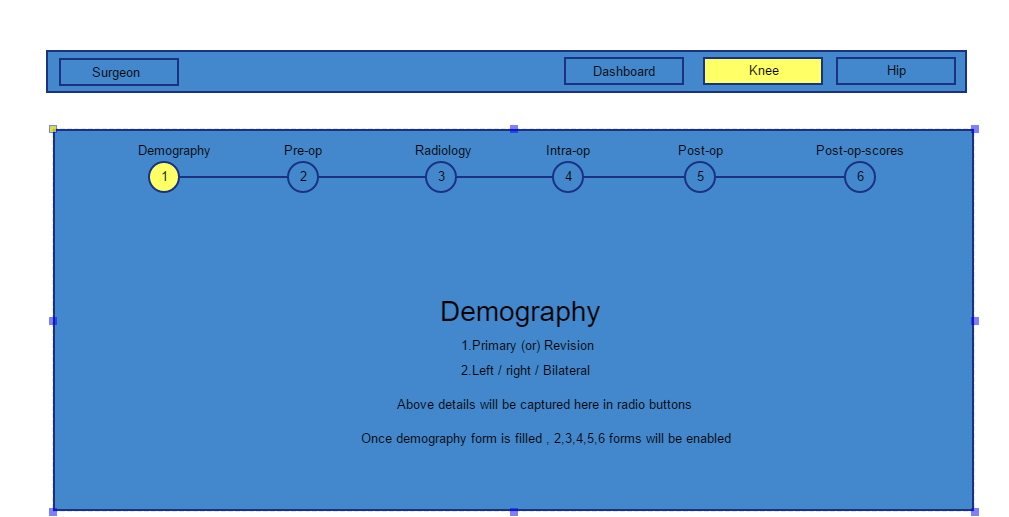 Surgeon Dashboard Knee Hip
Demography Pre-op Radiology Intra-op Post-op Post-op-scores
1 2 3 4 5 6
Demography
1.Primary (or) Revision
2.Left / right / Bilateral
Above details will be captured here in radio buttons
Once demography form is filled , 2,3,4,5,6 forms will be enabled